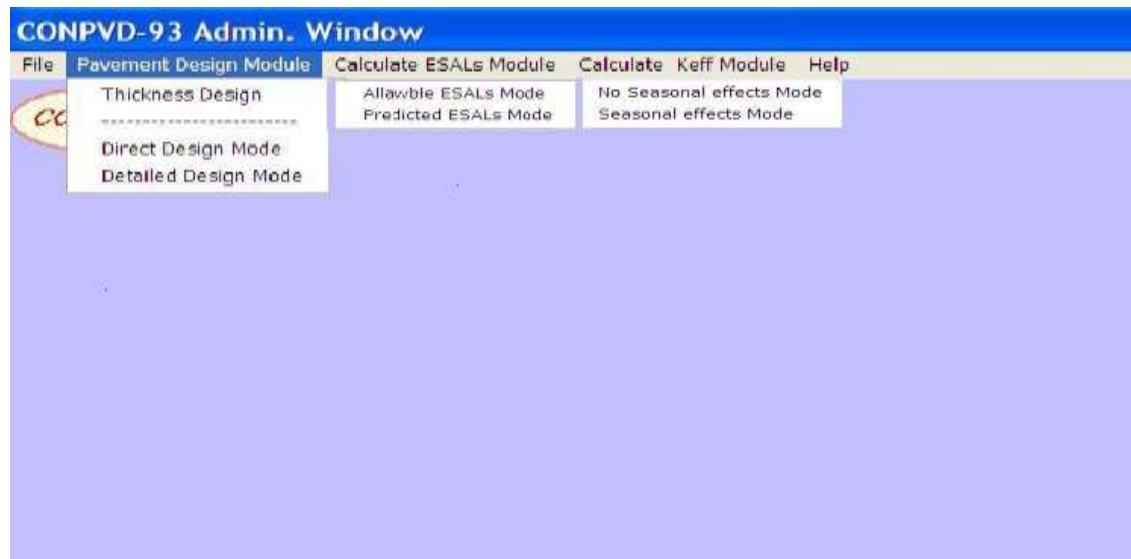 CONPVD-93 Admin. Window
File Pavement Design Module Calculate ESALs Module Calculate Keff Module Help
CC
Thickness Design
------------------------
Direct Design Mode
Detailed Design Mode
Allawble ESALs Mode
Predicted ESALs Mode
No Seasonal effects Mode
Seasonal effects Mode